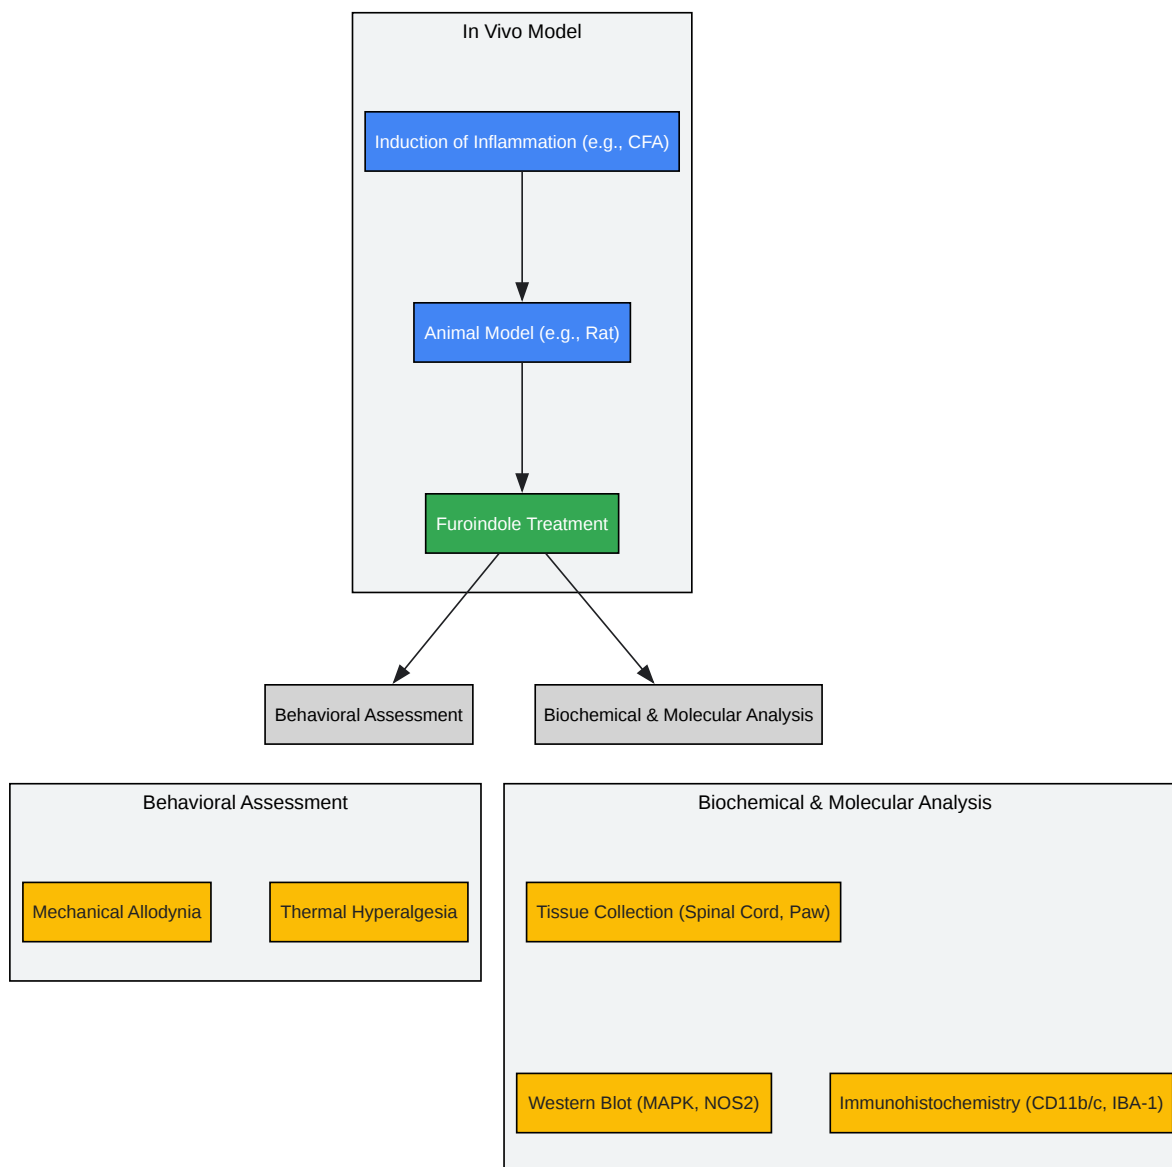 In Vivo Model
Induction of Inflammation (e.g., CFA)
Animal Model (e.g., Rat)
Furoindole Treatment
Behavioral Assessment
Biochemical & Molecular Analysis
Behavioral Assessment
Mechanical Allodynia
Thermal Hyperalgesia
Biochemical & Molecular Analysis
Tissue Collection (Spinal Cord, Paw)
Western Blot (MAPK, NOS2)
Immunohistochemistry (CD11b/c, IBA-1)